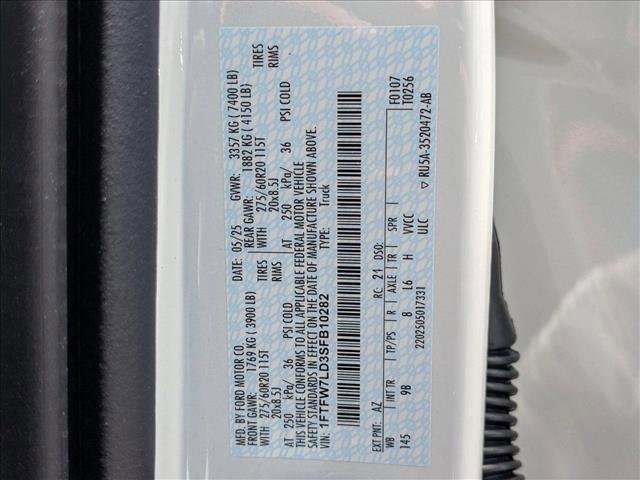 MFD. BY FORD MOTOR CO.
DATE: 05/25 GVWR: 3357 KG ( 7400 LB)
FRONT GAWR: 1769 KG ( 3900 LB) REAR GAWR: 1882 KG ( 4150 LB)
WITH 275/60R20 115T TIRES WITH 275/60R20 115T TIRES
20x8.5J RIMS 20x8.5J RIMS
AT 250 kPa/ 36 PSI COLD AT 250 kPa/ 36 PSI COLD
THIS VEHICLE CONFORMS TO ALL APPLICABLE FEDERAL MOTOR VEHICLE
SAFETY STANDARDS IN EFFECT ON THE DATE OF MANUFACTURE SHOWN ABOVE.
VIN: 1FTFW7LD3SFB10282 TYPE: Truck
F0107
T0256
EXT PNT: AZ RC: 24 DSO:
WB INT TR TP/PS R AXLE TR SPR
145 9B 8 L6 H VVCC
ULC
2202505017331
▽ RU5A-3520472-AB